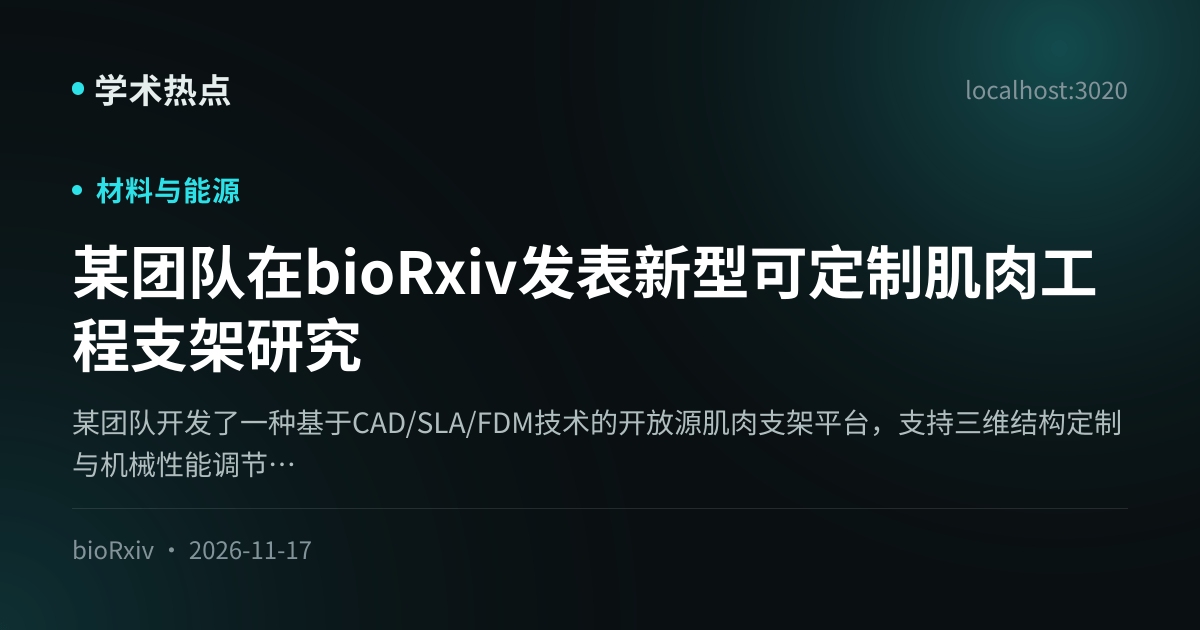 学术热点
localhost:3020
材料与能源
某团队在bioRxiv发表新型可定制肌肉工
程支架研究
某团队开发了一种基于CAD/SLA/FDM技术的开放源肌肉支架平台，支持三维结构定制
与机械性能调节…
bioRxiv · 2026-11-17